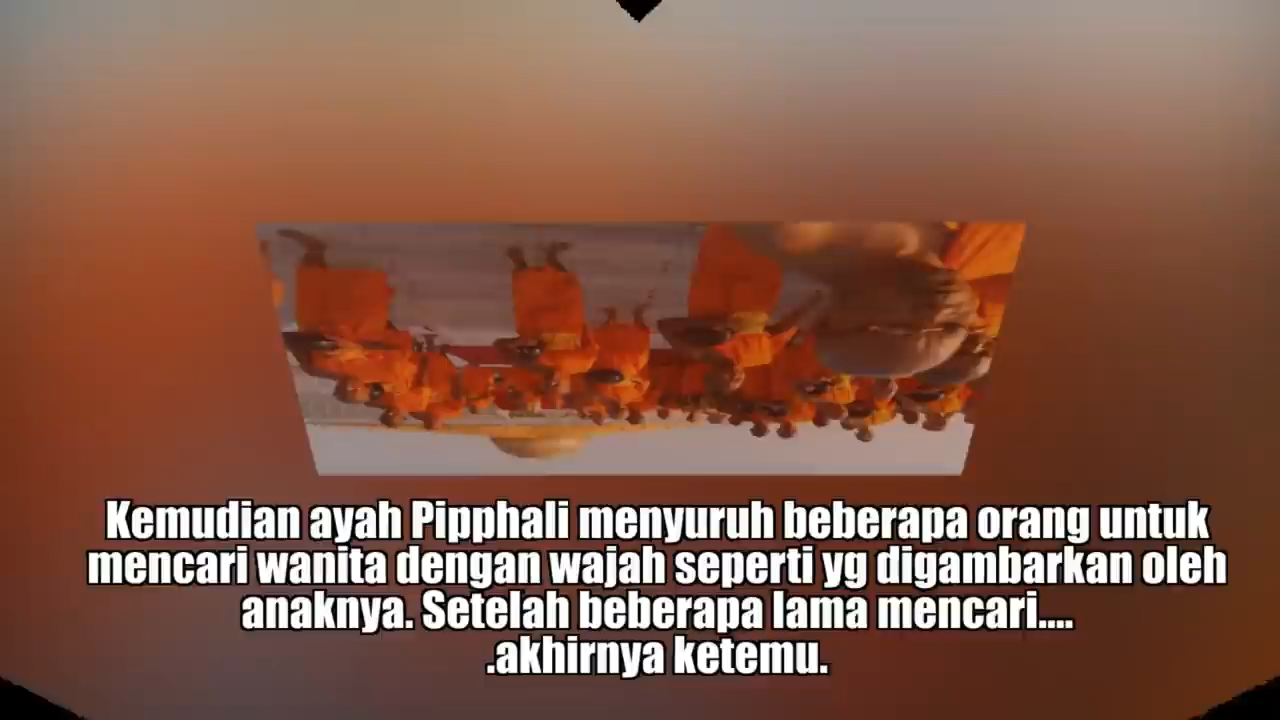 Kemudian ayah Pipphali menyuruh beberapa orang untuk
mencari wanita dengan wajah seperti yg digambarkan oleh
anaknya. Setelah beberapa lama mencari....
.akhirnya ketemu.